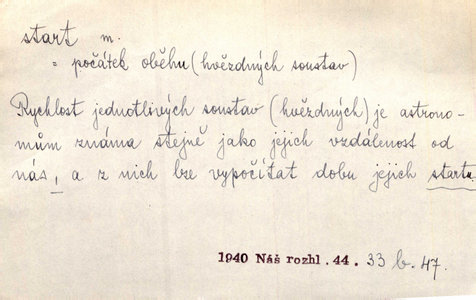 start m.
= počátek oběhu (hvězdných soustav)
Rychlost jednotlivých soustav (hvězdných) je astrono-
mům známa stejně jako jejich vzdálenost od
nás, a z nich lze vypočítat dobu jejich startu.
1940 Náš rozhl. 44. 33 b. 47.